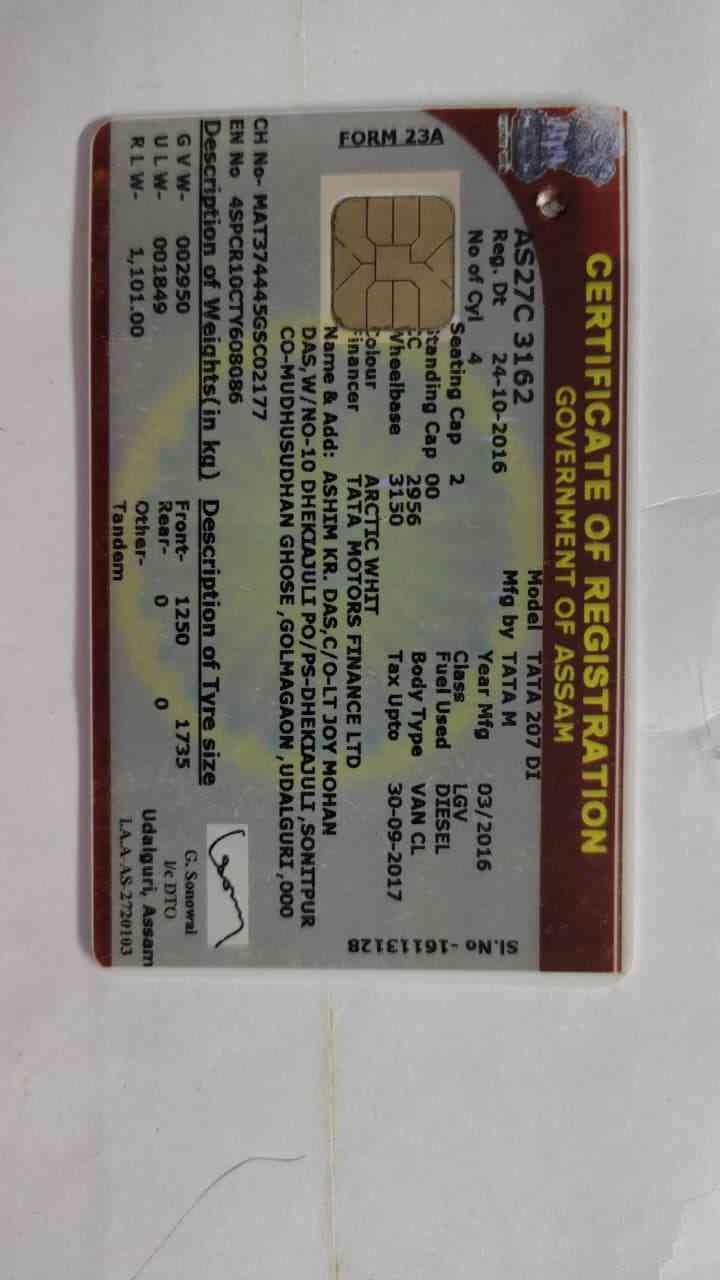 CERTIFICATE OF REGISTRATION
GOVERNMENT OF ASSAM
FORM 23A
AS27C 3162 Model TATA 207 DI
Reg. Dt 24-10-2016 Mfg by TATA M
No of Cyl 4 Year Mfg 03/2016
Seating Cap 2 Class LGV
tanding Cap 00 Fuel Used DIESEL
C 2956 Body Type VAN CL
Wheelbase 3150 Tax Upto 30-09-2017
olour ARCTIC WHIT
inancer TATA MOTORS FINANCE LTD
Name & Add: ASHIM KR. DAS,C/O-LT JOY MOHAN
DAS,W/NO-10 DHEKIAJULI PO/PS-DHEKIAJULI,SONITPUR
CO-MUDHUSUDHAN GHOSE ,GOLMAGAON ,UDALGURI ,000
CH No- MAT374445GSC02177
EN No 4SPCR10CTY608086
Description of Weights(in kg) Description of Tyre size
G V W- 002950 Front- 1250 1735
U L W- 001849 Rear- 0 0
R L W- 1,101.00 Other-
Tandem
G. Sonowal
I/c DTO
Udalguri, Assam
I.A.A-AS-2720103
Sl.No -16113128